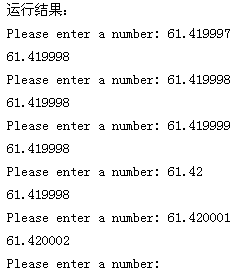 运行结果：
Please enter a number: 61.419997
61.419998
Please enter a number: 61.419998
61.419998
Please enter a number: 61.419999
61.419998
Please enter a number: 61.42
61.419998
Please enter a number: 61.420001
61.420002
Please enter a number: